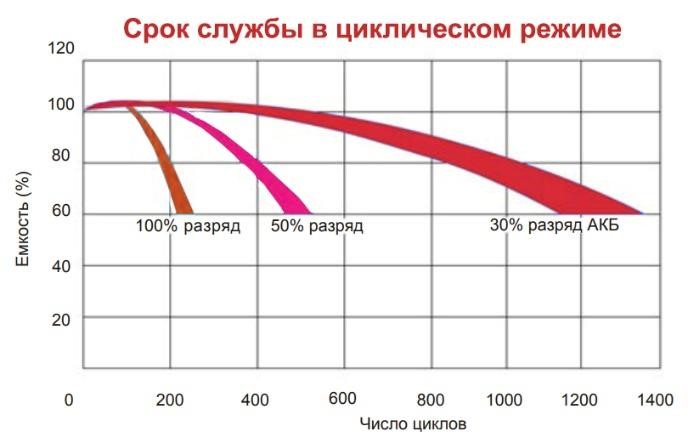 Срок службы в циклическом режиме
120
100
80
60
40
20
Емкость (%)
100% разряд
50% разряд
30% разряд АКБ
0
200
400
600
800
1000
1200
1400
Число циклов